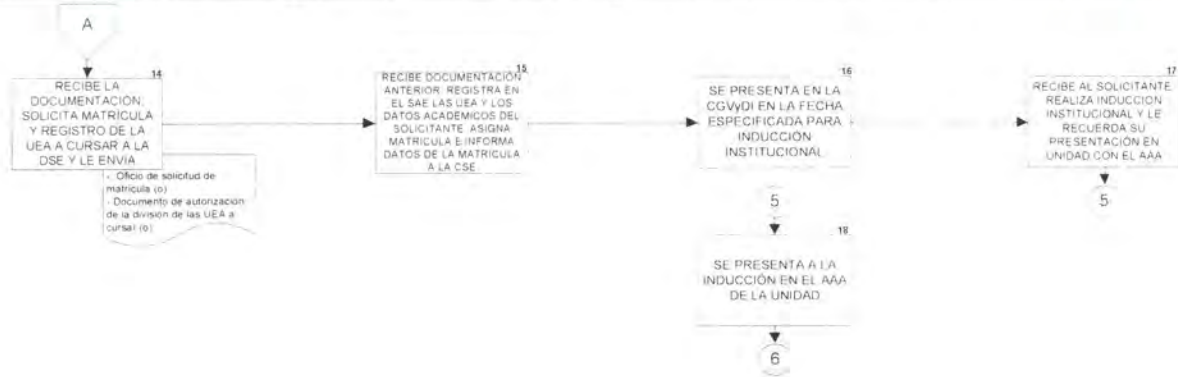 A
14
RECIBE LA
DOCUMENTACIÓN,
SOLICITA MATRÍCULA
Y REGISTRO DE LA
UEA A CURSAR A LA
DSE Y LE ENVÍA
- Oficio de solicitud de
matrícula (o)
- Documento de autorización
de la división de las UEA a
cursar (o)
15
RECIBE DOCUMENTACIÓN
ANTERIOR. REGISTRA EN
EL SAE LAS UEA Y LOS
DATOS ACADÉMICOS DEL
SOLICITANTE. ASIGNA
MATRÍCULA E INFORMA
DATOS DE LA MATRÍCULA
A LA CSE
16
SE PRESENTA EN LA
CGVyDI EN LA FECHA
ESPECIFICADA PARA
INDUCCIÓN
INSTITUCIONAL
17
RECIBE AL SOLICITANTE
REALIZA INDUCCION
INSTITUCIONAL Y LE
RECUERDA SU
PRESENTACIÓN EN
UNIDAD CON EL AAA
5
5
18
SE PRESENTA A LA
INDUCCIÓN EN EL AAA
DE LA UNIDAD
6